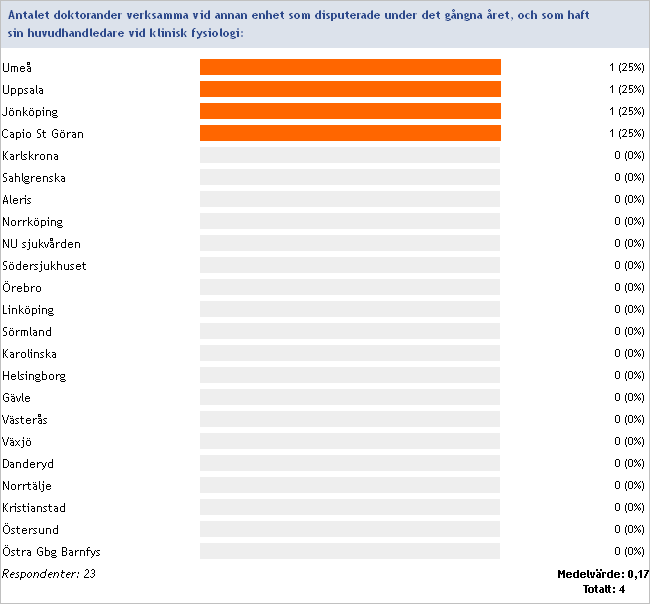 Antalet doktorander verksamma vid annan enhet som disputerade under det gångna året, och som haft
sin huvudhandledare vid klinisk fysiologi:
Umeå 1 (25%)
Uppsala 1 (25%)
Jönköping 1 (25%)
Capio St Göran 1 (25%)
Karlskrona 0 (0%)
Sahlgrenska 0 (0%)
Aleris 0 (0%)
Norrköping 0 (0%)
NU sjukvården 0 (0%)
Södersjukhuset 0 (0%)
Örebro 0 (0%)
Linköping 0 (0%)
Sörmland 0 (0%)
Karolinska 0 (0%)
Helsingborg 0 (0%)
Gävle 0 (0%)
Västerås 0 (0%)
Växjö 0 (0%)
Danderyd 0 (0%)
Norrtälje 0 (0%)
Kristianstad 0 (0%)
Östersund 0 (0%)
Östra Gbg Barnfys 0 (0%)
Respondenter: 23 Medelvärde: 0,17
Totalt: 4